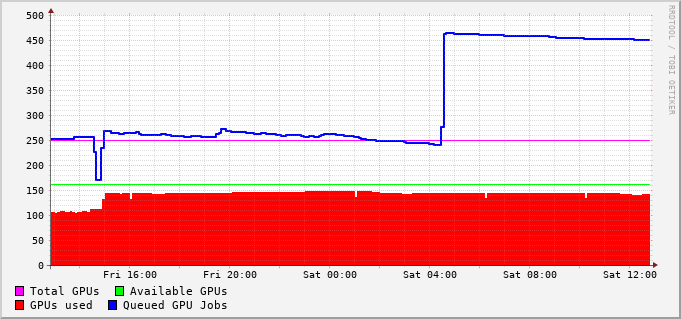 500
450
400
350
300
250
200
150
100
50
0
Fri 16:00 Fri 20:00 Sat 00:00 Sat 04:00 Sat 08:00 Sat 12:00
Total GPUs Available GPUs
GPUs used Queued GPU Jobs
RRDTOOL / TOBI OETIKER